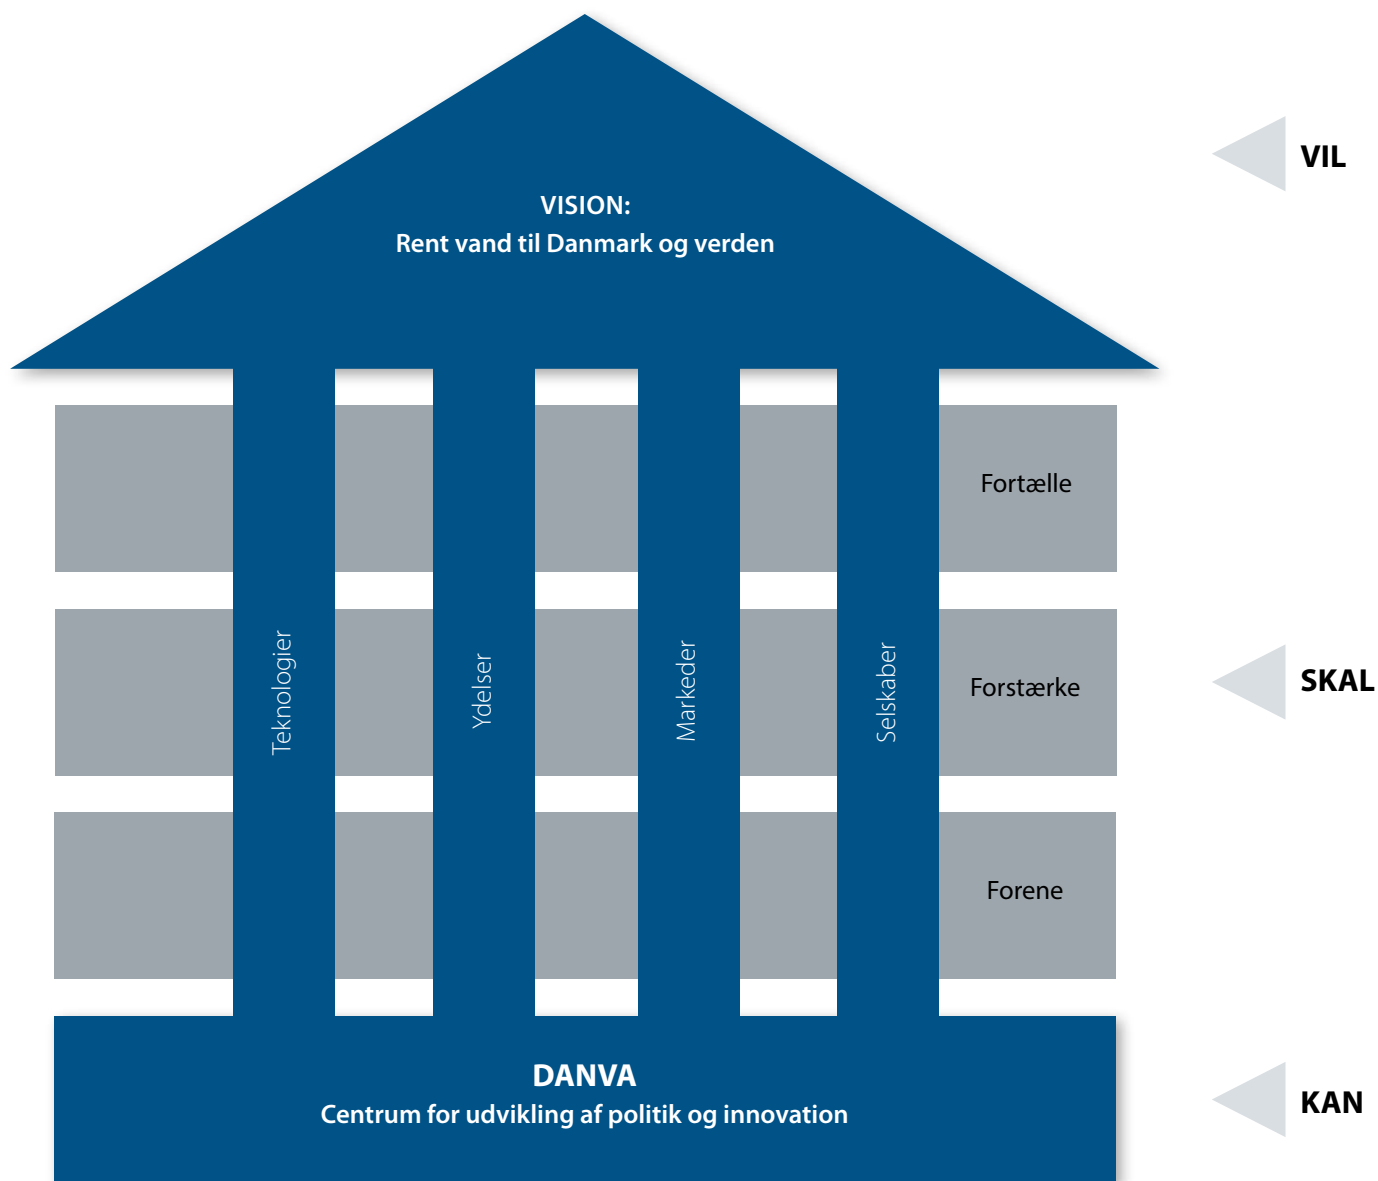 VIL
VISION:
Rent vand til Danmark og verden
Fortælle
Teknologier
Ydelser
Markeder
Selskaber
Forstærke
SKAL
Forene
DANVA
Centrum for udvikling af politik og innovation
KAN